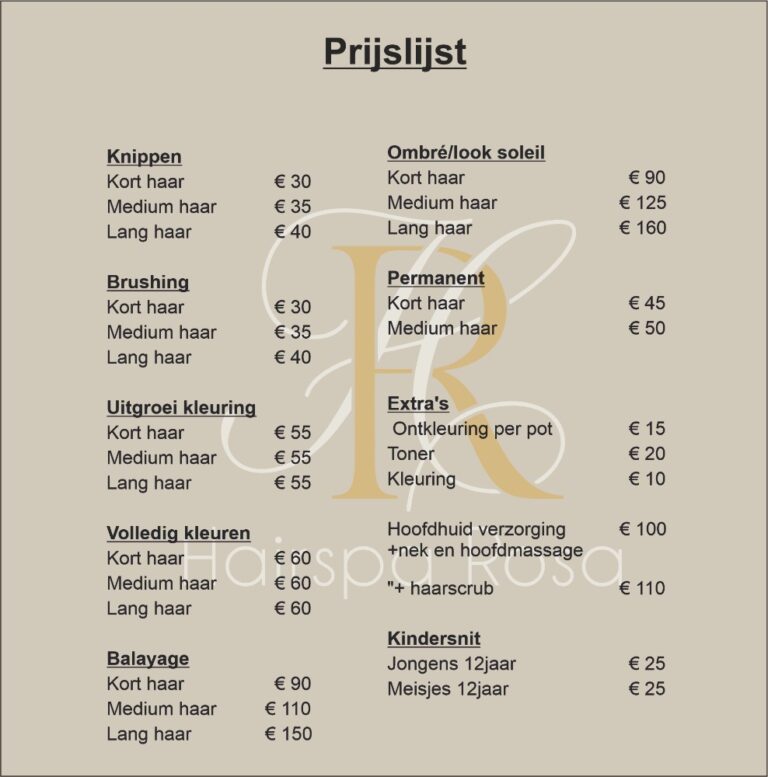 Prijslijst
Knippen
Kort haar € 30
Medium haar € 35
Lang haar € 40
Brushing
Kort haar € 30
Medium haar € 35
Lang haar € 40
Uitgroei kleuring
Kort haar € 55
Medium haar € 55
Lang haar € 55
Volledig kleuren
Kort haar € 60
Medium haar € 60
Lang haar € 60
Balayage
Kort haar € 90
Medium haar € 110
Lang haar € 150
Ombré/look soleil
Kort haar € 90
Medium haar € 125
Lang haar € 160
Permanent
Kort haar € 45
Medium haar € 50
Extra's
Ontkleuring per pot € 15
Toner € 20
Kleuring € 10
Hoofdhuid verzorging € 100
+nek en hoofdmassage
"+ haarscrub € 110
Kindersnit
Jongens 12jaar € 25
Meisjes 12jaar € 25
HR
Hairspa Rosa